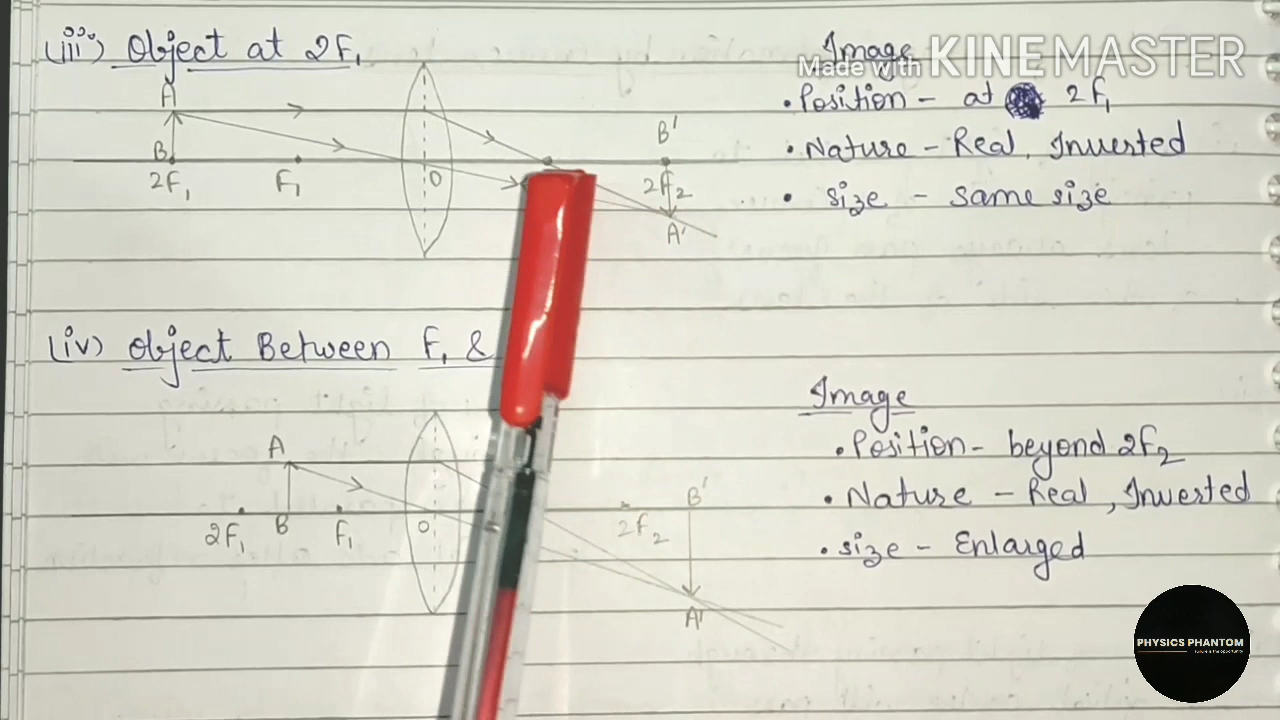 (iii) Object at 2F₁
A
B
2F₁
F₁
O
B'
2F₂
A'
Image
Made with KINEMASTER
• Position - at 2F₁
• Nature - Real, Inverted
• Size - Same size
(iv) Object Between F₁ &
A
2F₁
B
F₁
O
2F₂
B'
A'
Image
• Position - beyond 2F₂
• Nature - Real, Inverted
• Size - Enlarged
PHYSICS PHANTOM